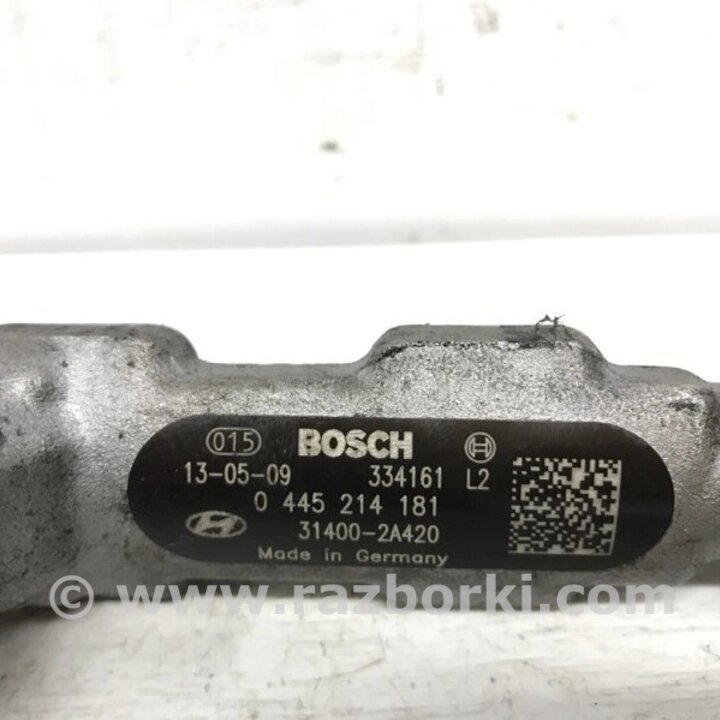 015 BOSCH
13-05-09 334161 L2
0 445 214 181
31400-2A420
Made in Germany
© www.razborki.com